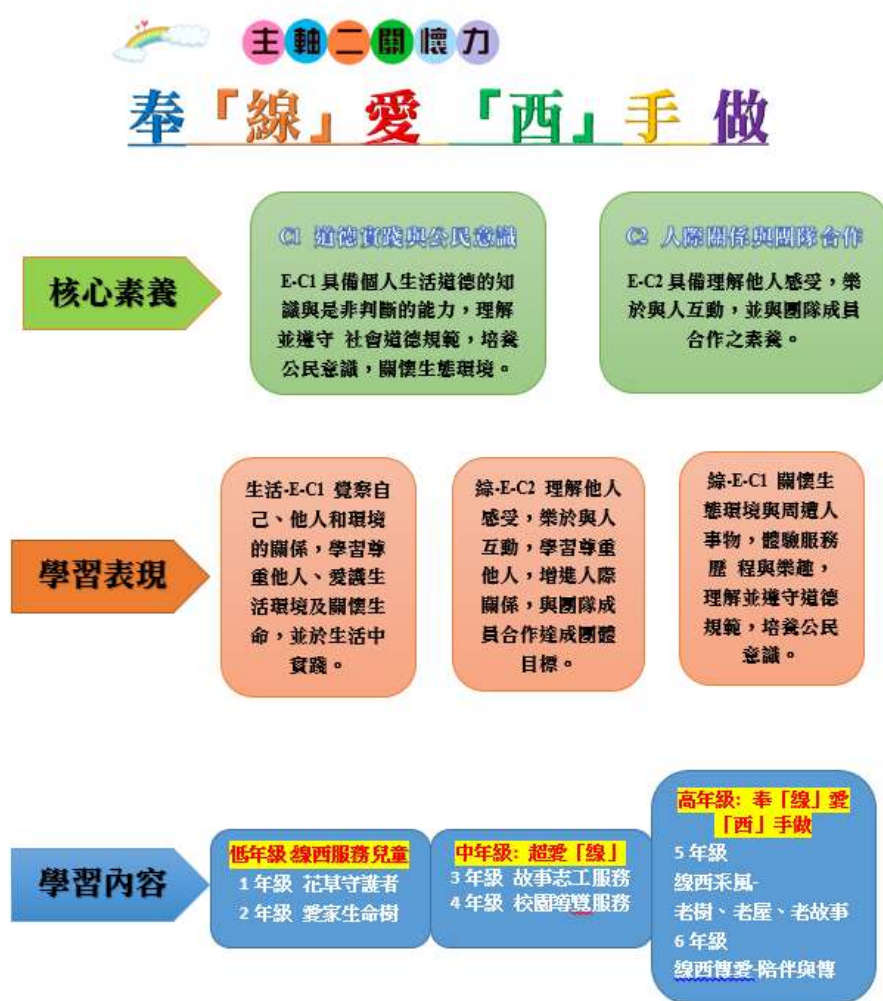 主軸二關懷力
奉「線」愛「西」手做
核心素養
C1 道德實踐與公民意識
E-C1 具備個人生活道德的知
識與是非判斷的能力，理解
並遵守 社會道德規範，培養
公民意識，關懷生態環境。
C2 人際關係與團隊合作
E-C2 具備理解他人感受，樂
於與人互動，並與團隊成員
合作之素養。
學習表現
生活-E-C1 覺察自
己、他人和環境
的關係，學習尊
重他人、愛護生
活環境及關懷生
命，並於生活中
實踐。
綜-E-C2 理解他人
感受，樂於與人
互動，學習尊重
他人，增進人際
關係，與團隊成
員合作達成團體
目標。
綜-E-C1 關懷生
態環境與周遭人
事物，體驗服務
歷 程與樂趣，
理解並遵守道德
規範，培養公民
意識。
學習內容
低年級:線西服務兒童
1 年級 花草守護者
2 年級 愛家生命樹
中年級: 超愛「線」
3 年級 故事志工服務
4 年級 校園導覽服務
高年級: 奉「線」愛
「西」手做
5 年級
線西采風-
老樹、老屋、老故事
6 年級
線西傳愛-陪伴與傳